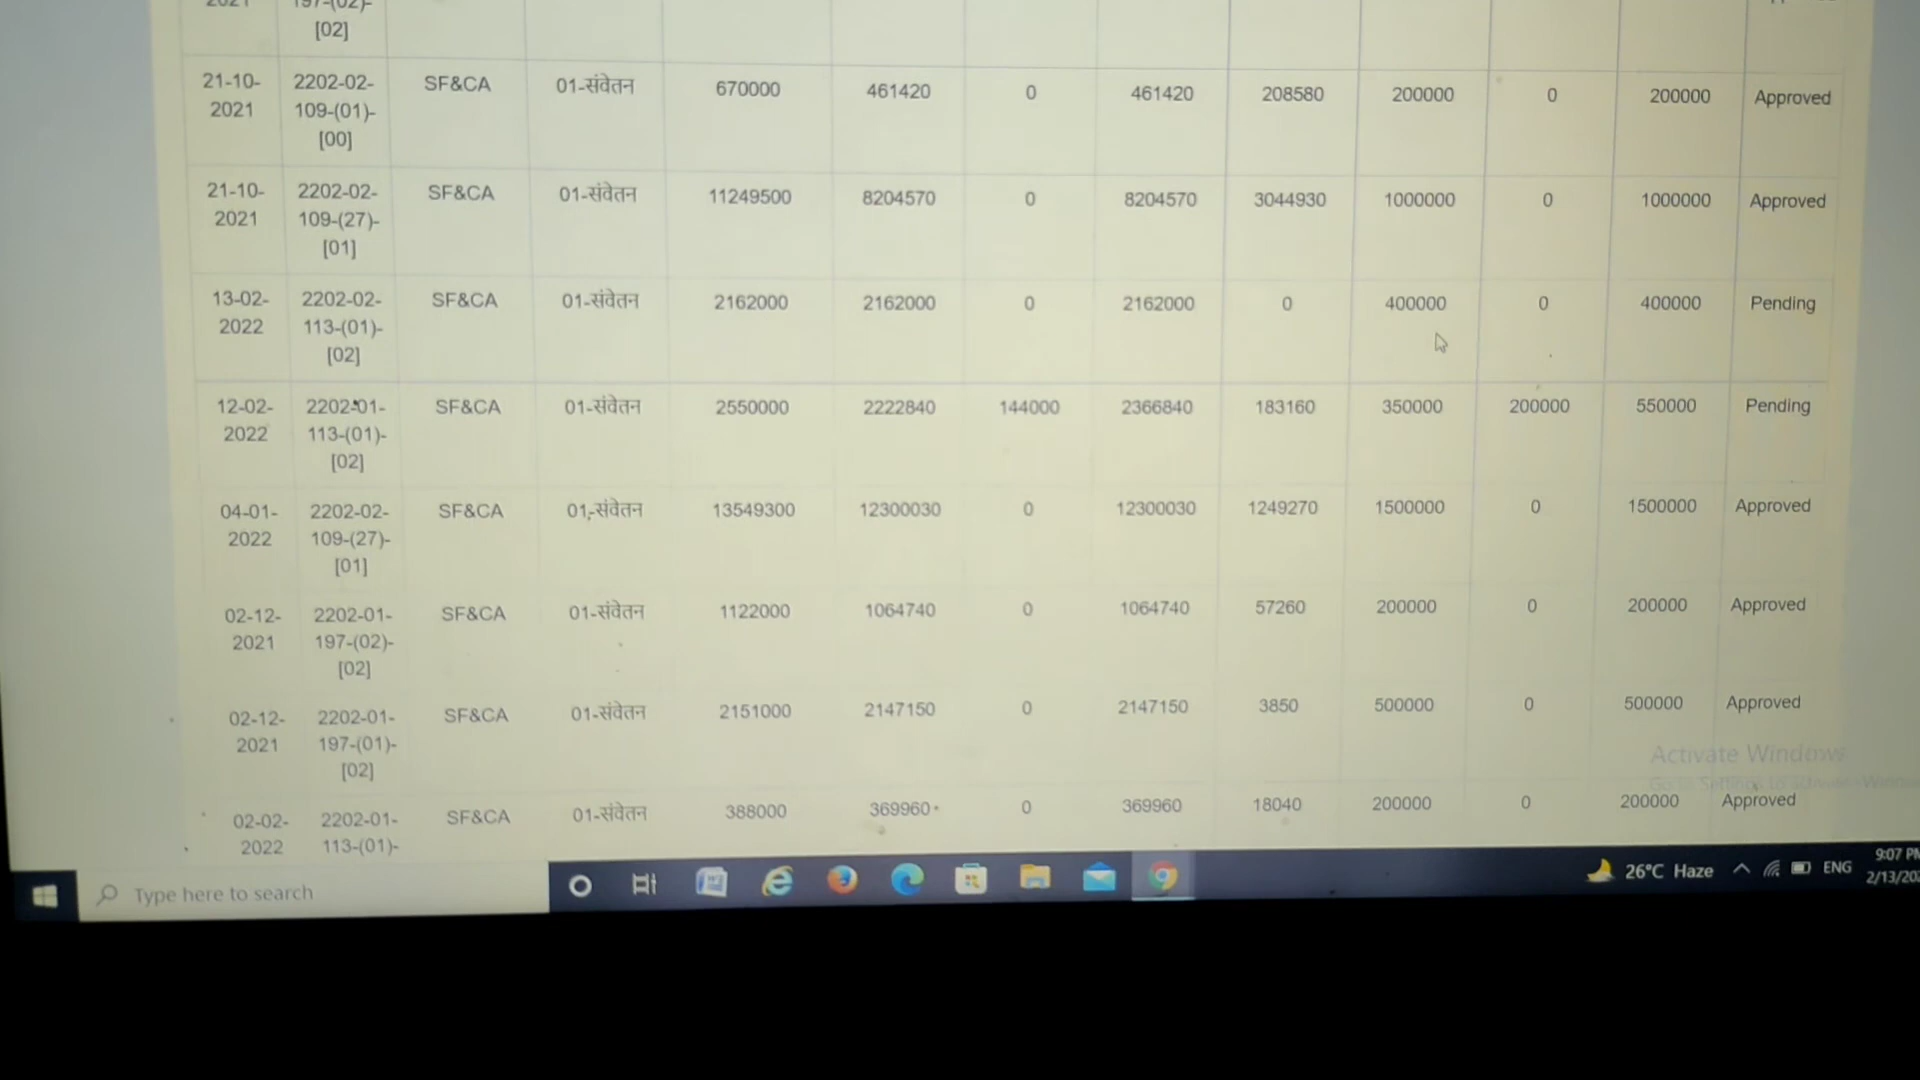 [02]
21-10- 2202-02- SF&CA 01-संवेतन 670000 461420 0 461420 208580 200000 0 200000 Approved
2021 109-(01)-
[00]
21-10- 2202-02- SF&CA 01-संवेतन 11249500 8204570 0 8204570 3044930 1000000 0 1000000 Approved
2021 109-(27)-
[01]
13-02- 2202-02- SF&CA 01-संवेतन 2162000 2162000 0 2162000 0 400000 0 400000 Pending
2022 113-(01)-
[02]
12-02- 2202-01- SF&CA 01-संवेतन 2550000 2222840 144000 2366840 183160 350000 200000 550000 Pending
2022 113-(01)-
[02]
04-01- 2202-02- SF&CA 01-संवेतन 13549300 12300030 0 12300030 1249270 1500000 0 1500000 Approved
2022 109-(27)-
[01]
02-12- 2202-01- SF&CA 01-संवेतन 1122000 1064740 0 1064740 57260 200000 0 200000 Approved
2021 197-(02)-
[02]
02-12- 2202-01- SF&CA 01-संवेतन 2151000 2147150 0 2147150 3850 500000 0 500000 Approved
2021 197-(01)-
[02]
Activate Windows
02-02- 2202-01- SF&CA 01-संवेतन 388000 369960 0 369960 18040 200000 0 200000 Approved
2022 113-(01)-
Type here to search 26°C Haze ENG 9:07 PM